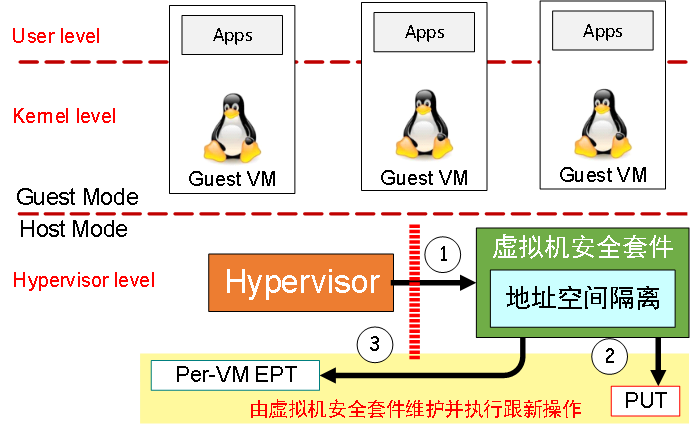 User level
Apps
Apps
Apps
Kernel level
Guest VM
Guest VM
Guest VM
Guest Mode
Host Mode
Hypervisor level
Hypervisor
1
虚拟机安全套件
地址空间隔离
3
2
Per-VM EPT
PUT
由虚拟机安全套件维护并执行跟新操作